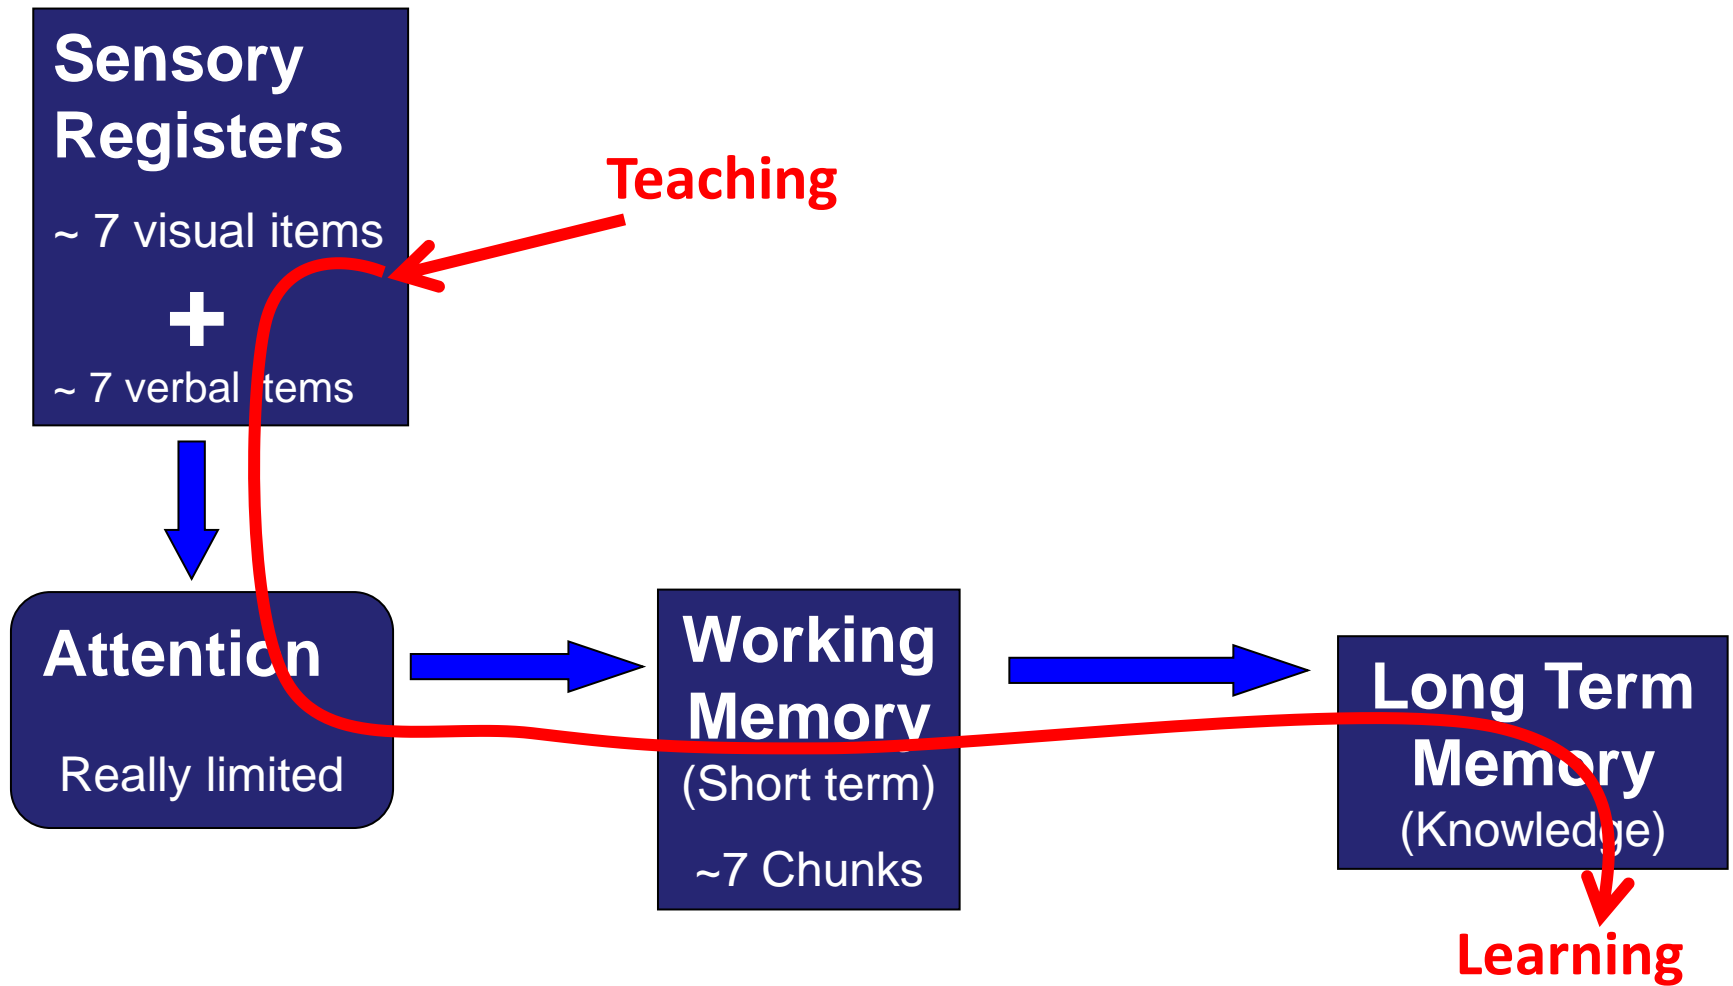 Sensory
Registers
~ 7 visual items
+
~ 7 verbal items
Teaching
Attention
Really limited
Working
Memory
(Short term)
~7 Chunks
Long Term
Memory
(Knowledge)
Learning